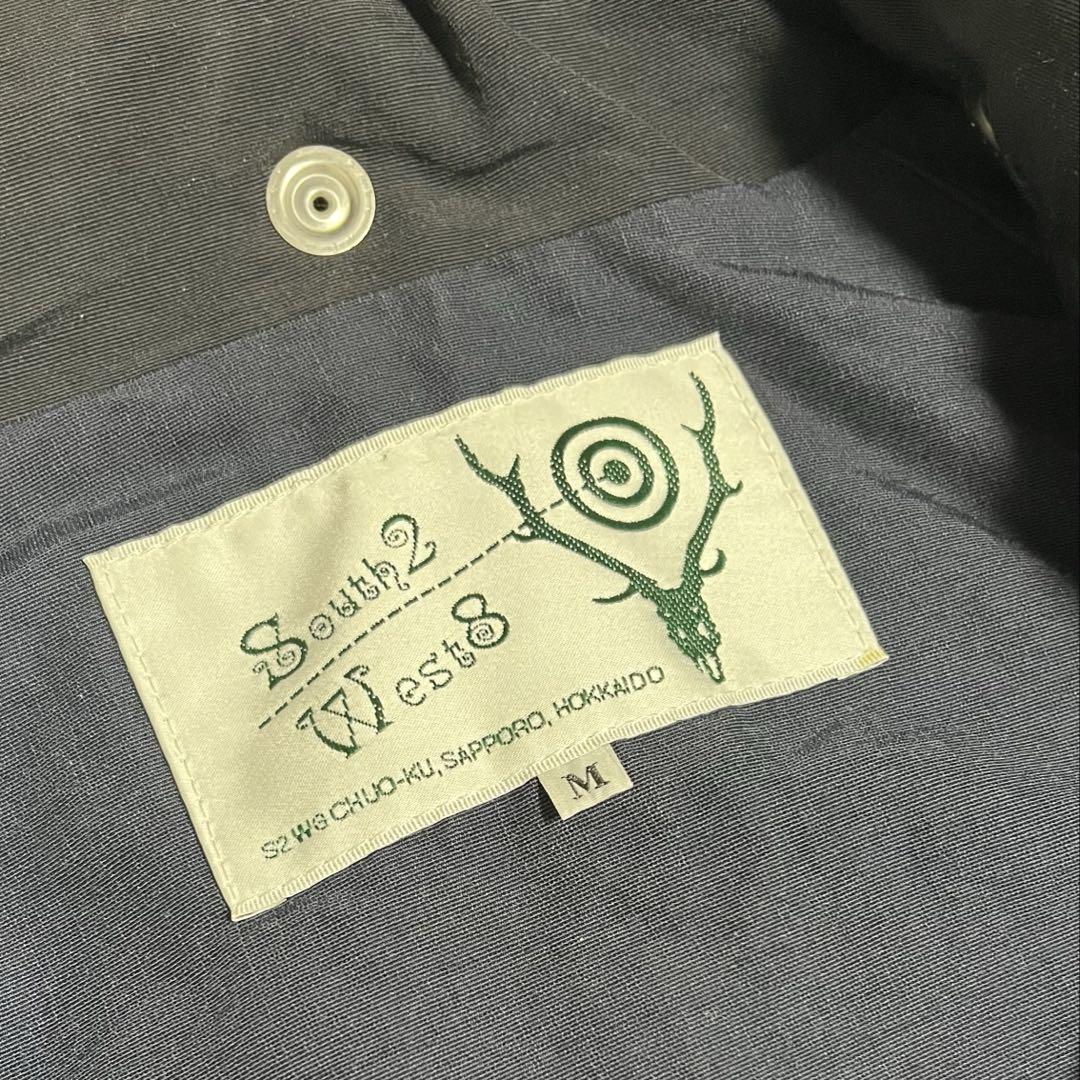 South2
West8
S2 W8 CHUO-KU, SAPPORO, HOKKAIDO
M